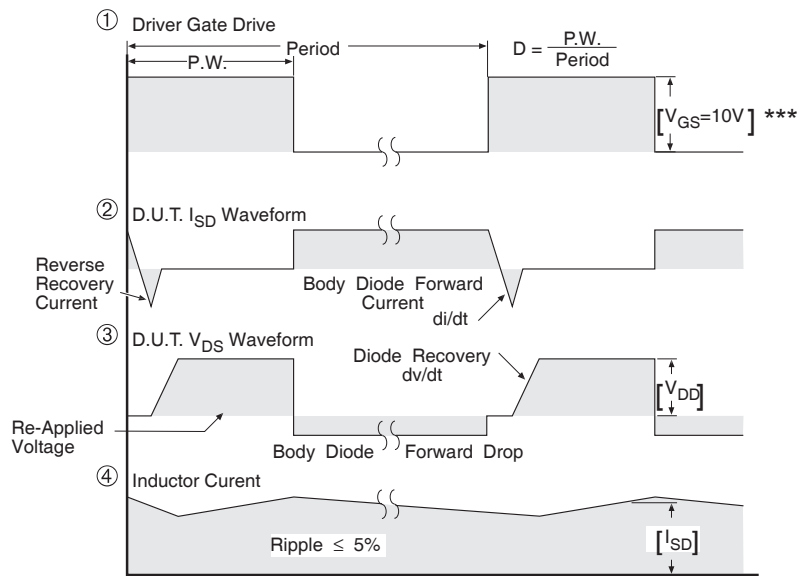 ① Driver Gate Drive
Period
P.W.
D = P.W. / Period
[VGS=10V] ***
② D.U.T. ISD Waveform
Reverse
Recovery
Current
Body Diode Forward
Current
di/dt
③ D.U.T. VDS Waveform
Diode Recovery
dv/dt
[VDD]
Re-Applied
Voltage
Body Diode Forward Drop
④ Inductor Curent
Ripple ≤ 5%
[ISD]